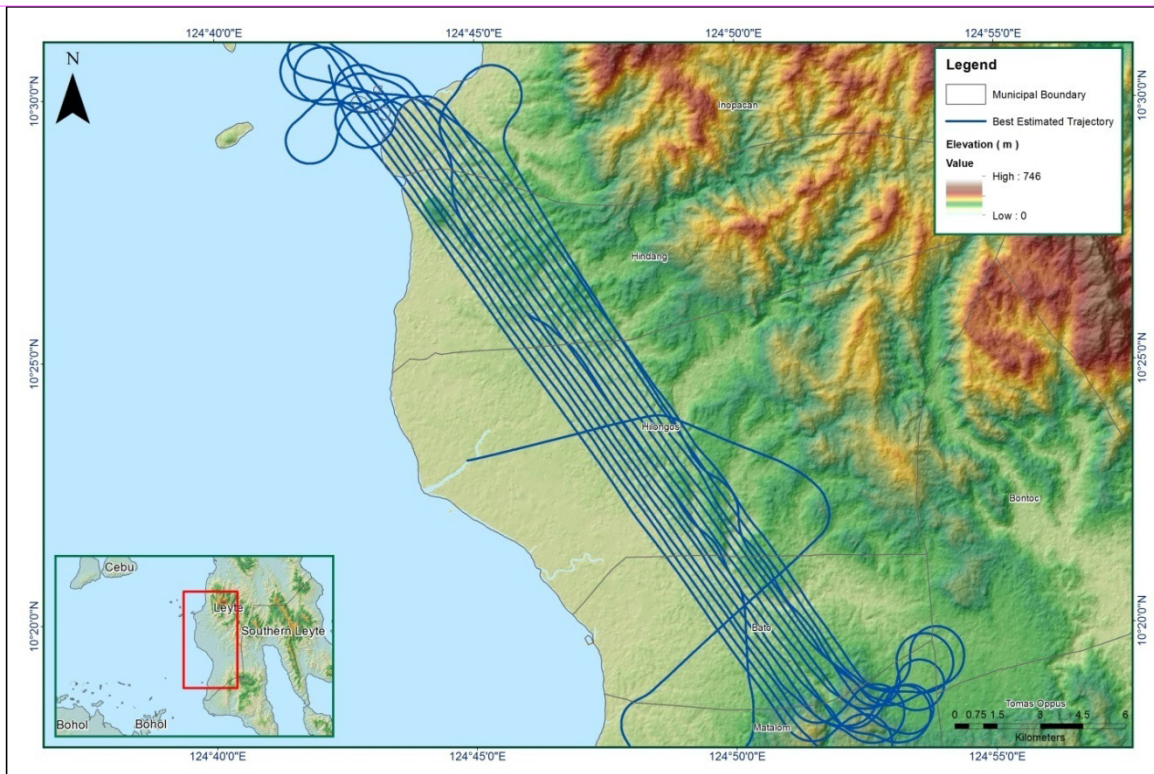 124°40'0"E 124°45'0"E 124°50'0"E 124°55'0"E
N
10°30'0"N
10°30'0"N
Legend
Municipal Boundary
Best Estimated Trajectory
Elevation ( m )
Value
High : 746
Low : 0
Inopacan
Hindang
10°25'0"N
10°25'0"N
Hilongos
Bontoc
10°20'0"N
10°20'0"N
Bato
Tomas Oppus
Matalom
0 0.75 1.5 3 4.5 6
Kilometers
Cebu
Leyte
Southern Leyte
Bohol
Bohol
124°40'0"E 124°45'0"E 124°50'0"E 124°55'0"E